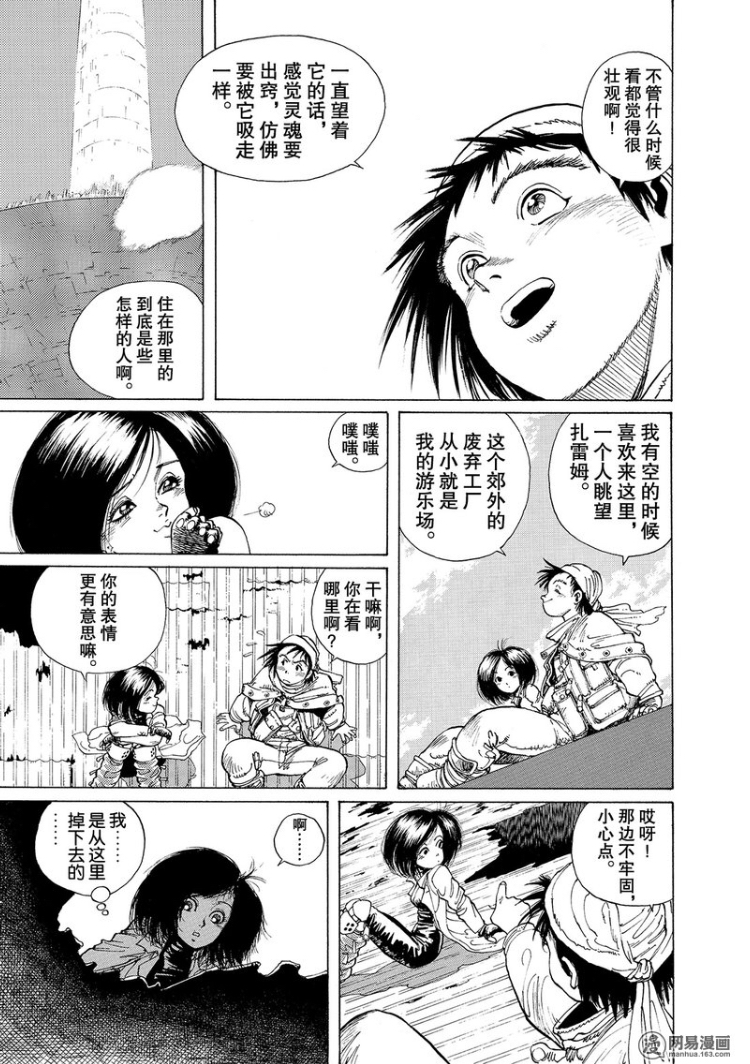 不管什么时候
看都觉得很
壮观啊！
一直望着
它的话，
感觉灵魂要
出窍，仿佛
要被它吸走
一样。
住在那里的
到底是些
怎样的人啊。
我有空的时候
喜欢来这里，
一个人眺望
扎雷姆。
这个郊外的
废弃工厂
从小就是
我的游乐场。
噗嗤
噗嗤。
干嘛啊，
你在看
哪里啊？
你的表情
更有意思嘛。
哎呀！
那边不牢固，
小心点。
啊
……
我……
是从这里
掉下去的
……
网易漫画
manhua.163.com